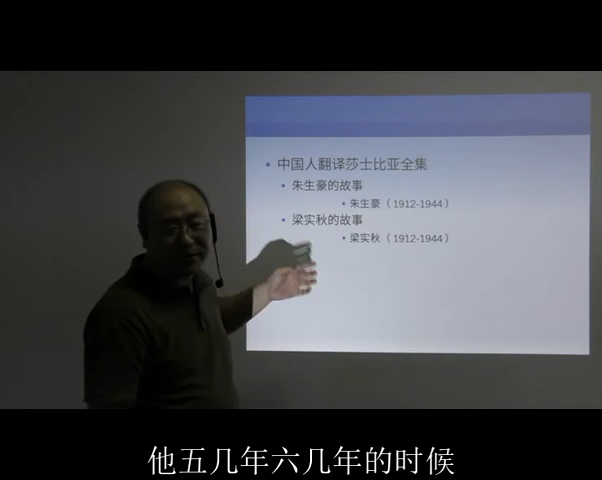 中国人翻译莎士比亚全集
朱生豪的故事
朱生豪（1912-1944）
梁实秋的故事
梁实秋（1912-1944）
他五几年六几年的时候